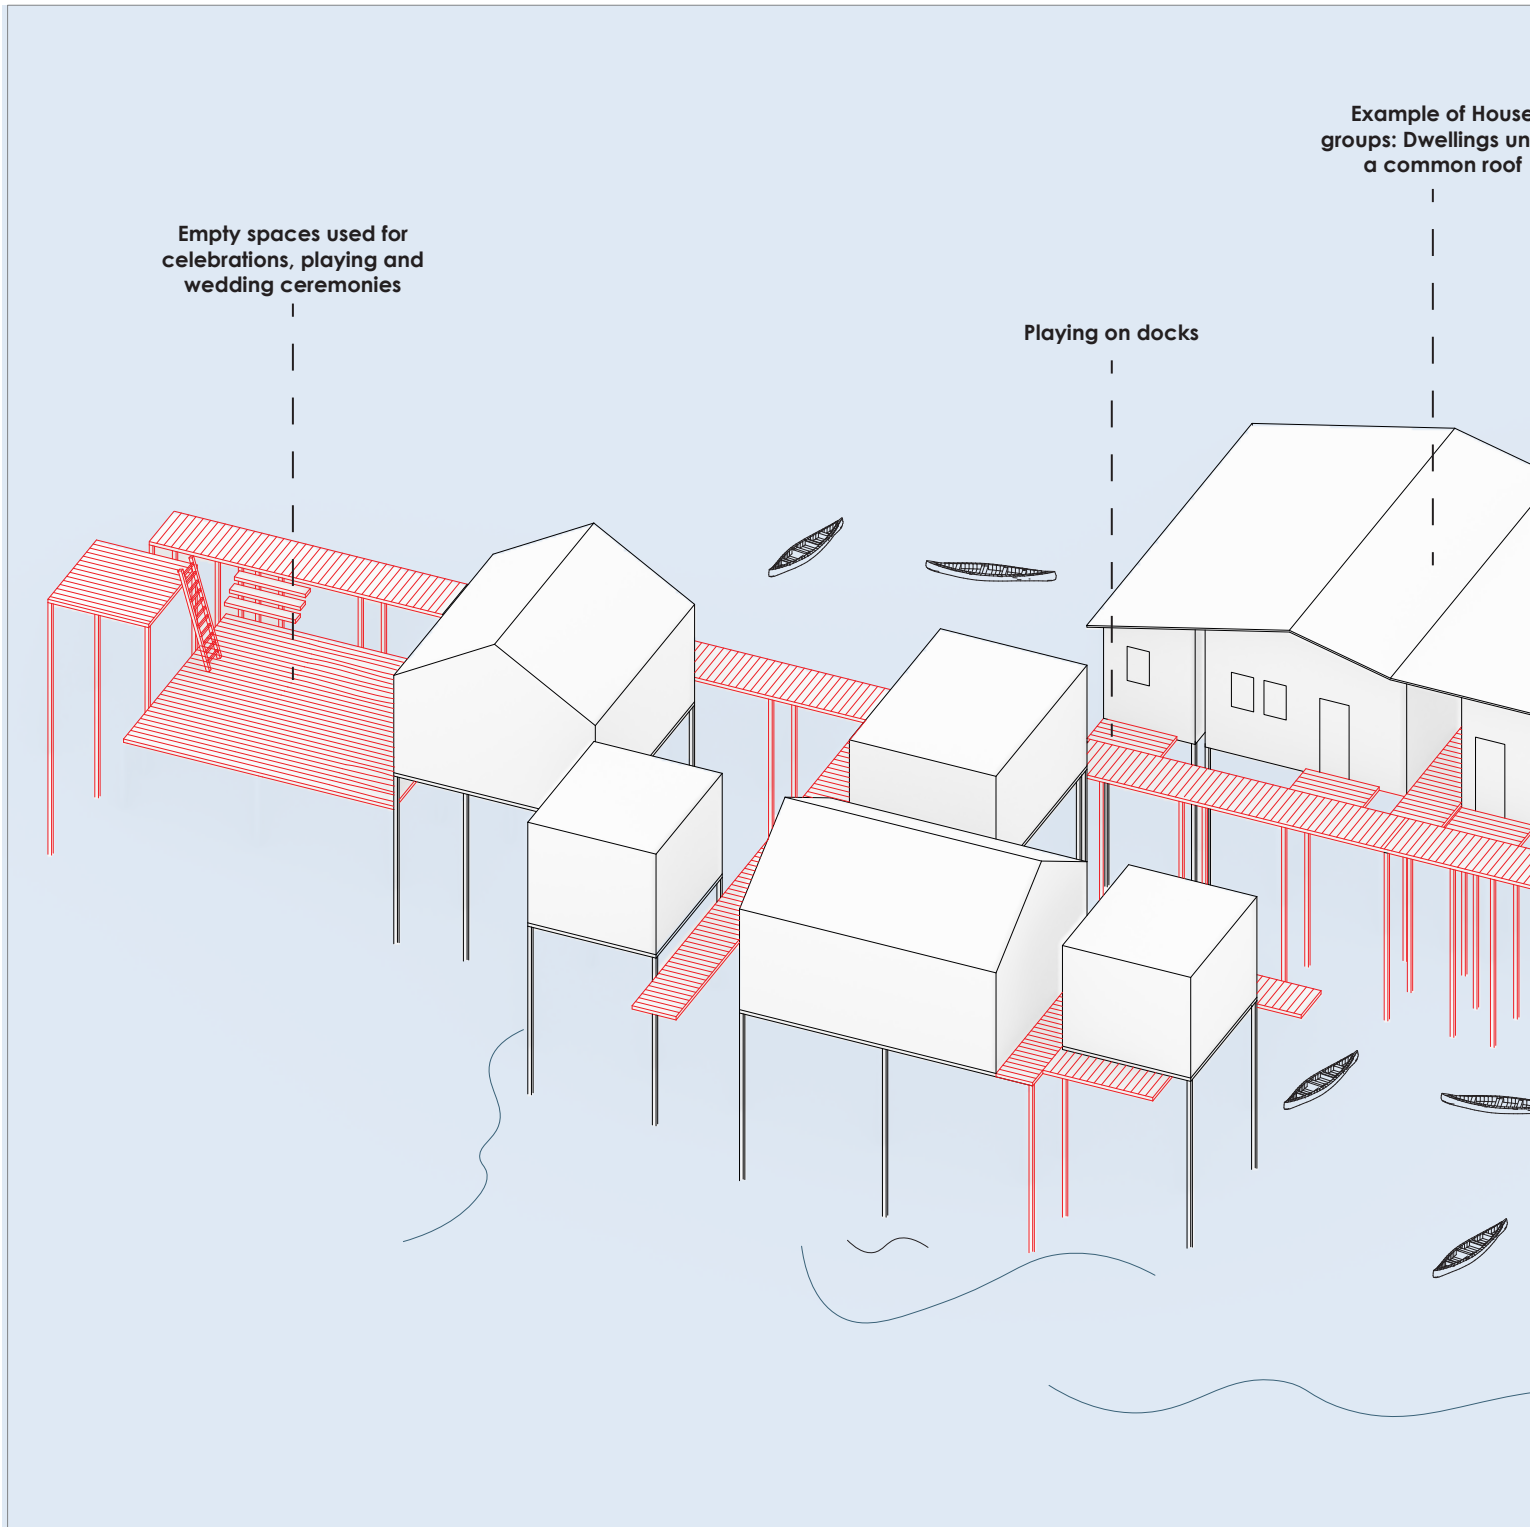 Example of House
groups: Dwellings un
a common roof
Empty spaces used for
celebrations, playing and
wedding ceremonies
Playing on docks